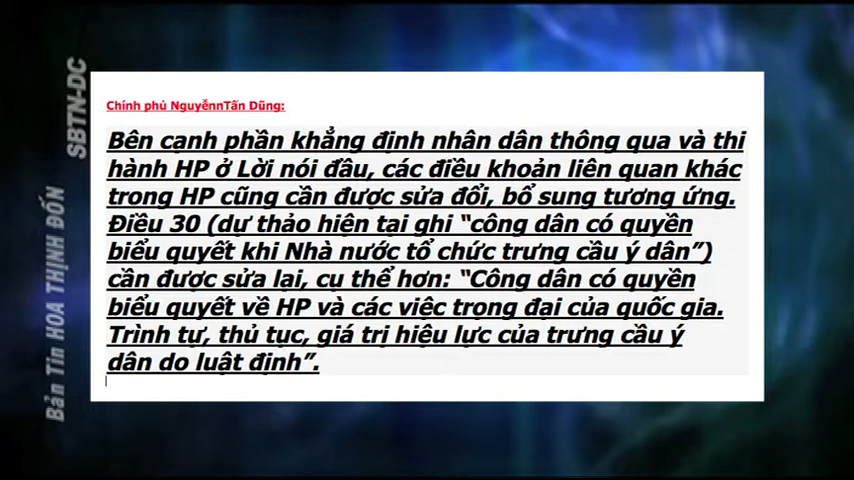 SBTN-DC
Bản Tin HOA THỊNH ĐỐN
Chính phủ NguyễnnTấn Dũng:
Bên cạnh phần khẳng định nhân dân thông qua và thi
hành HP ở Lời nói đầu, các điều khoản liên quan khác
trong HP cũng cần được sửa đổi, bổ sung tương ứng.
Điều 30 (dự thảo hiện tại ghi “công dân có quyền
biểu quyết khi Nhà nước tổ chức trưng cầu ý dân”)
cần được sửa lại, cụ thể hơn: “Công dân có quyền
biểu quyết về HP và các việc trọng đại của quốc gia.
Trình tự, thủ tục, giá trị hiệu lực của trưng cầu ý
dân do luật định”.